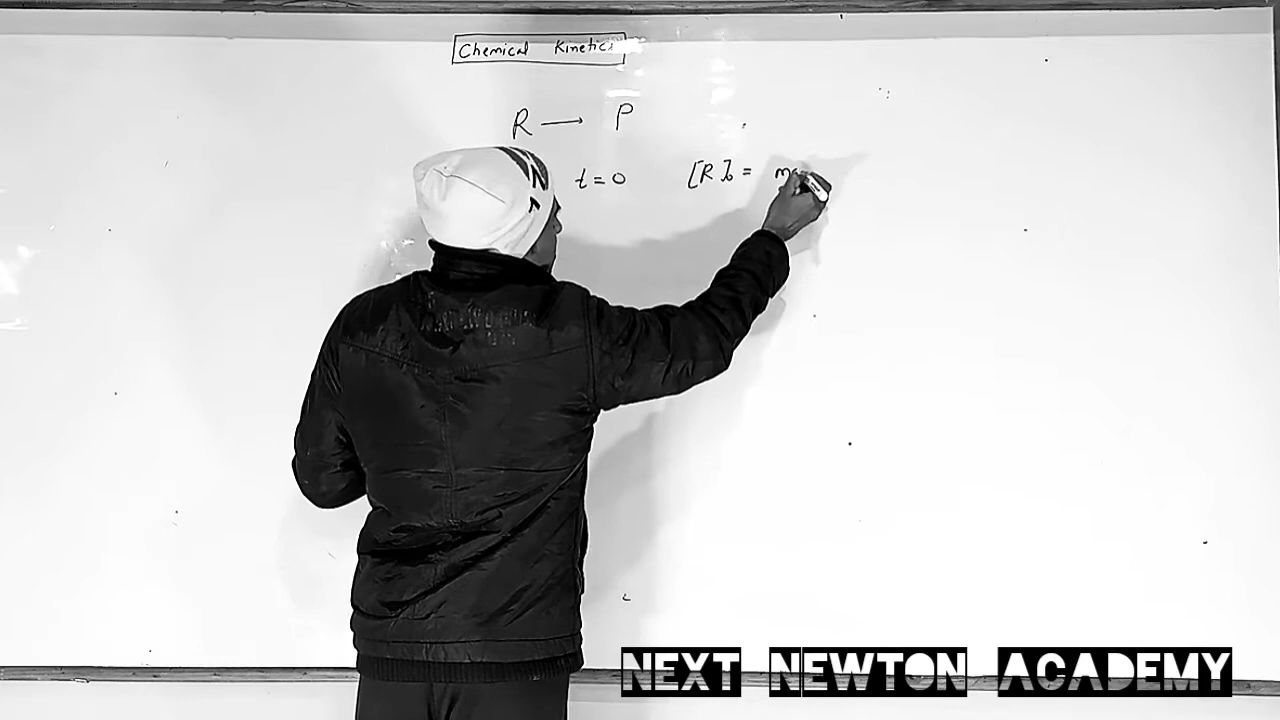 Chemical Kinetics
R → P
t = 0 [R]₀ =
NEXT NEWTON ACADEMY